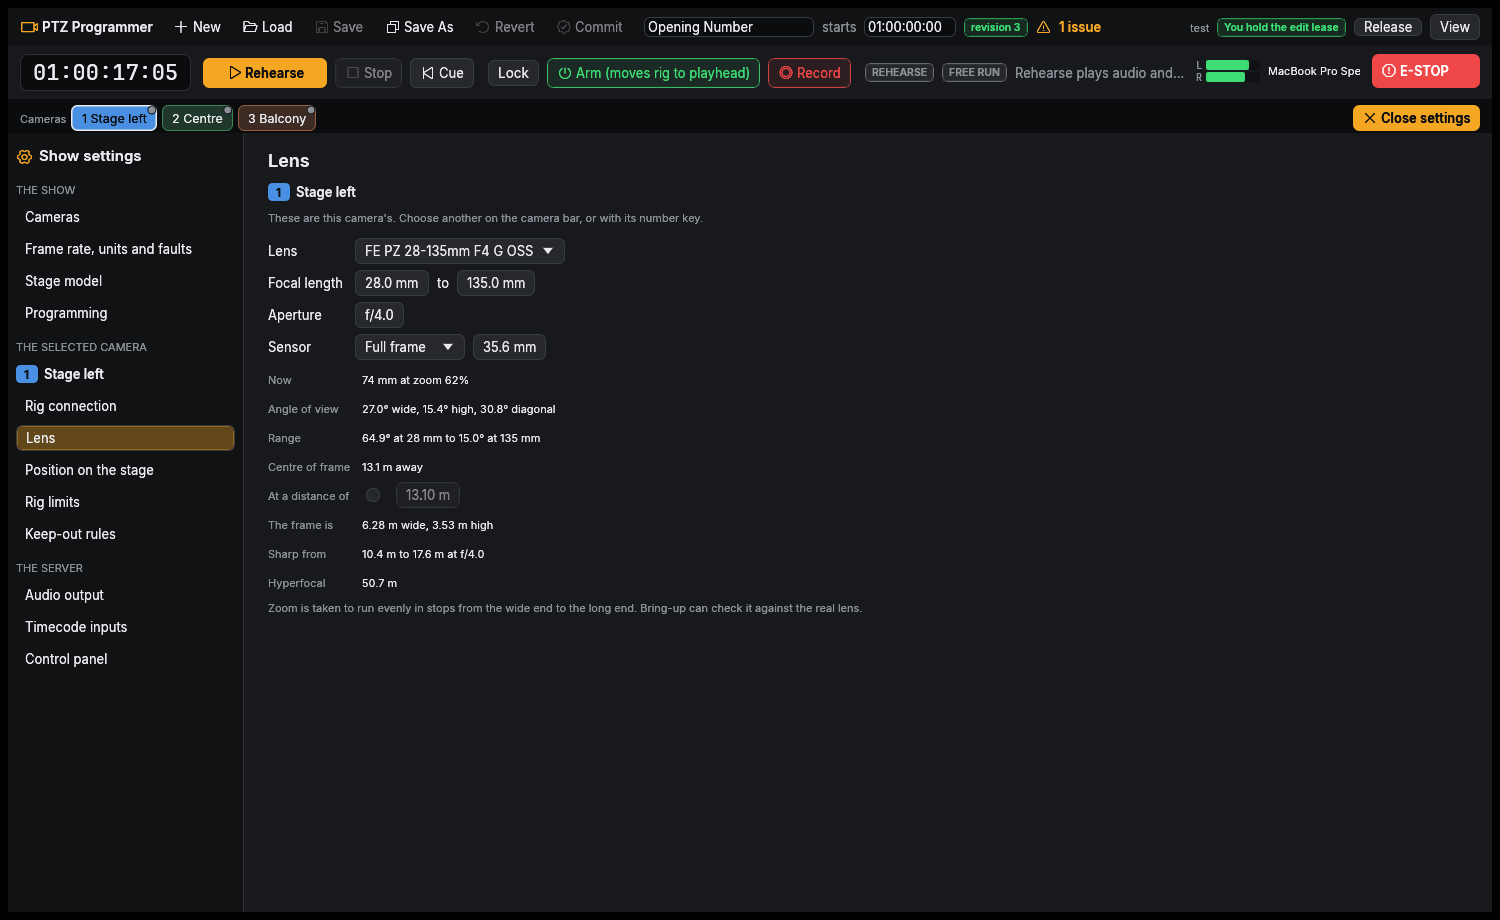 PTZ Programmer New Load Save Save As Revert Commit Opening Number starts 01:00:00:00 revision 3 1 issue test You hold the edit lease Release View
01:00:17:05 Rehearse Stop Cue Lock Arm (moves rig to playhead) Record REHEARSE FREE RUN Rehearse plays audio and... L R MacBook Pro Spe E-STOP
Cameras 1 Stage left 2 Centre 3 Balcony Close settings
Show settings
THE SHOW
Cameras
Frame rate, units and faults
Stage model
Programming
THE SELECTED CAMERA
1 Stage left
Rig connection
Lens
Position on the stage
Rig limits
Keep-out rules
THE SERVER
Audio output
Timecode inputs
Control panel
Lens
1 Stage left
These are this camera's. Choose another on the camera bar, or with its number key.
Lens FE PZ 28-135mm F4 G OSS
Focal length 28.0 mm to 135.0 mm
Aperture f/4.0
Sensor Full frame 35.6 mm
Now 74 mm at zoom 62%
Angle of view 27.0° wide, 15.4° high, 30.8° diagonal
Range 64.9° at 28 mm to 15.0° at 135 mm
Centre of frame 13.1 m away
At a distance of 13.10 m
The frame is 6.28 m wide, 3.53 m high
Sharp from 10.4 m to 17.6 m at f/4.0
Hyperfocal 50.7 m
Zoom is taken to run evenly in stops from the wide end to the long end. Bring-up can check it against the real lens.